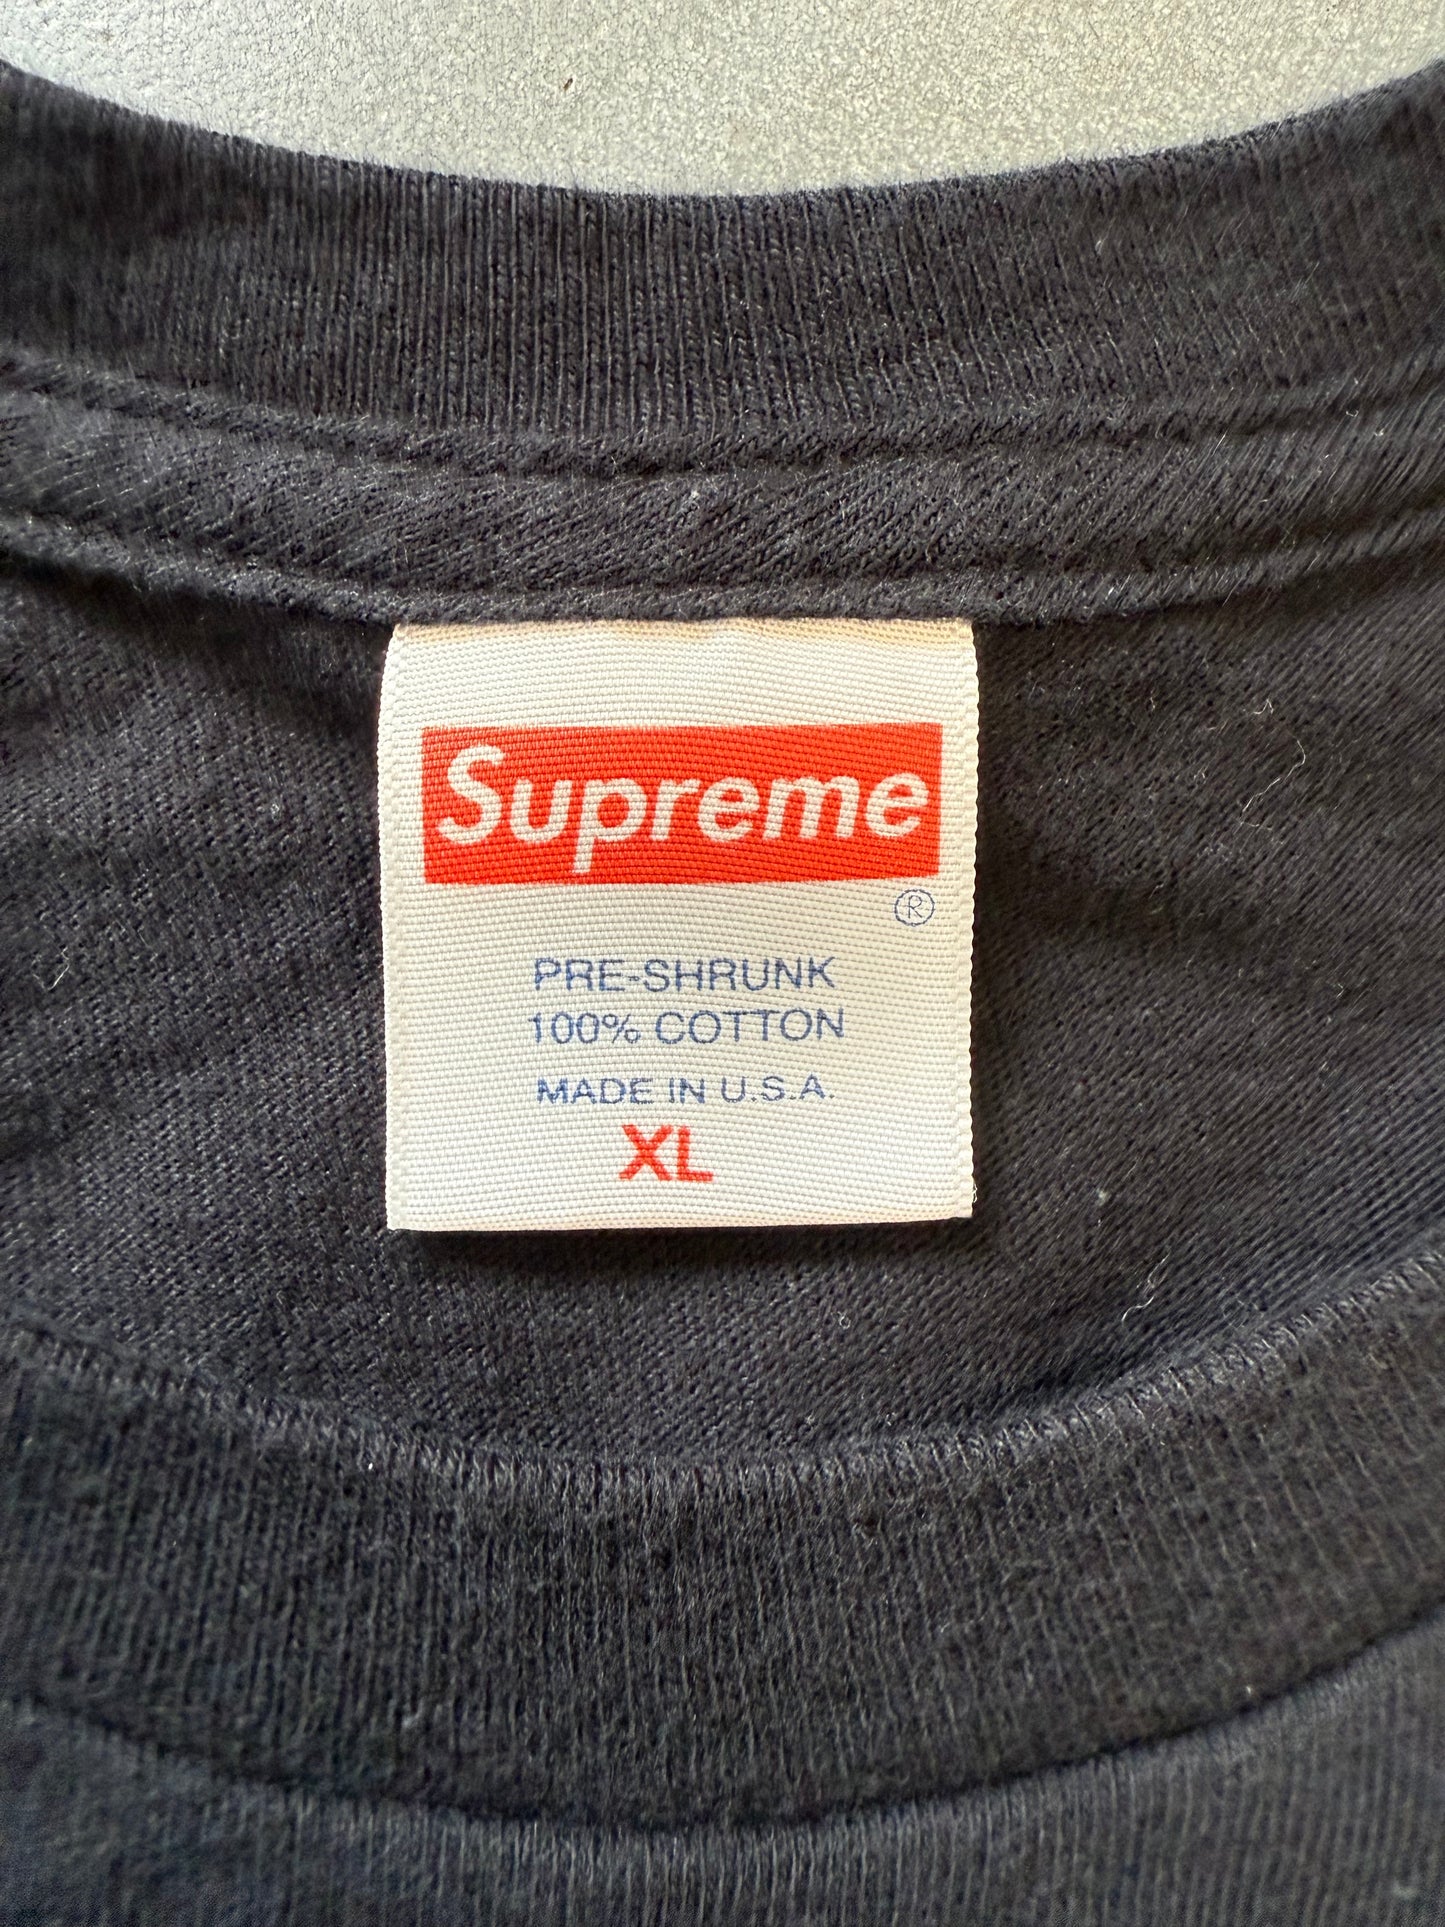 Supreme
®
PRE-SHRUNK
100% COTTON
MADE IN U.S.A.
XL